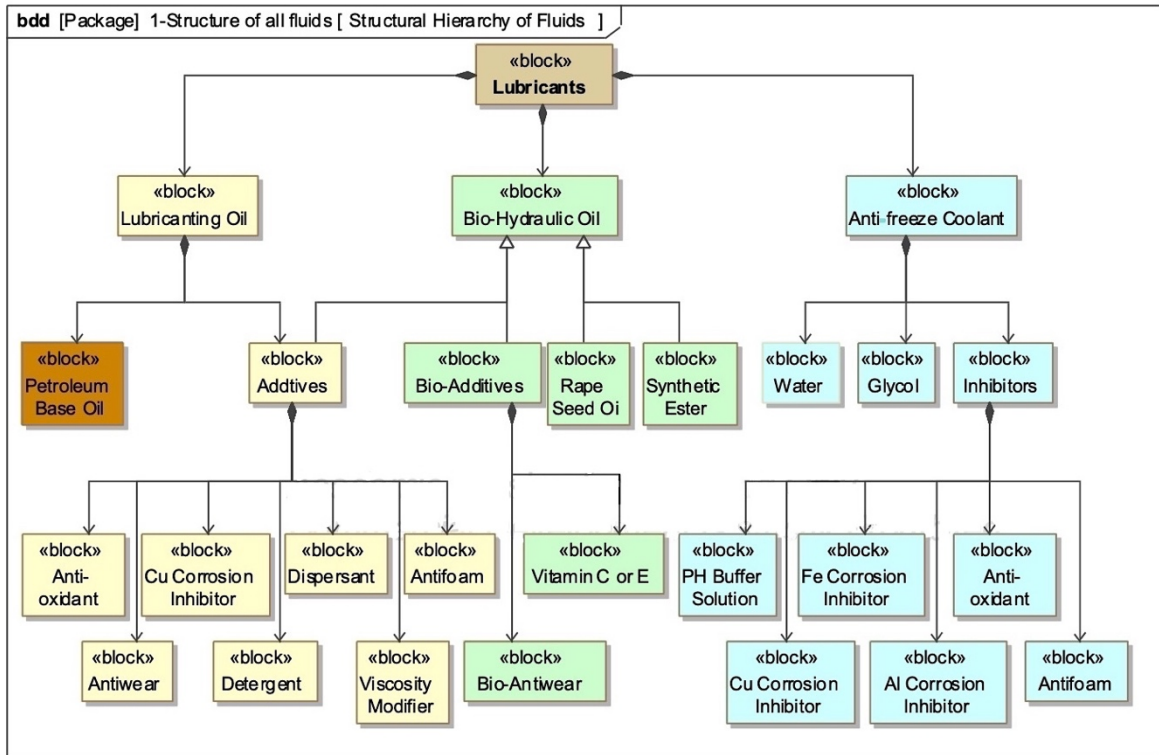 bdd [Package] 1-Structure of all fluids [ Structural Hierarchy of Fluids ]
«block»
Lubricants
«block»
Lubricanting Oil
«block»
Bio-Hydraulic Oil
«block»
Anti-freeze Coolant
«block»
Petroleum
Base Oil
«block»
Addtives
«block»
Bio-Additives
«block»
Rape
Seed Oi
«block»
Synthetic
Ester
«block»
Water
«block»
Glycol
«block»
Inhibitors
«block»
Anti-
oxidant
«block»
Cu Corrosion
Inhibitor
«block»
Dispersant
«block»
Antifoam
«block»
Vitamin C or E
«block»
PH Buffer
Solution
«block»
Fe Corrosion
Inhibitor
«block»
Anti-
oxidant
«block»
Antiwear
«block»
Detergent
«block»
Viscosity
Modifier
«block»
Bio-Antiwear
«block»
Cu Corrosion
Inhibitor
«block»
Al Corrosion
Inhibitor
«block»
Antifoam